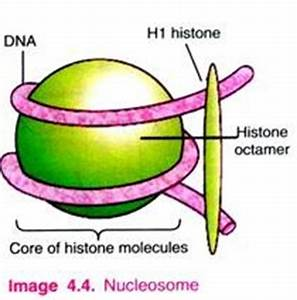 DNA
H1 histone
Histone
octamer
Core of histone molecules
Image 4.4. Nucleosome